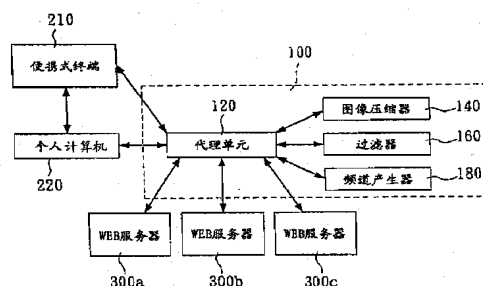 210
便携式终端
100
120
图像压缩器
140
代理单元
过滤器
160
个人计算机
220
频道产生器
180
WEB服务器
WEB服务器
WEB服务器
300a
300b
300c